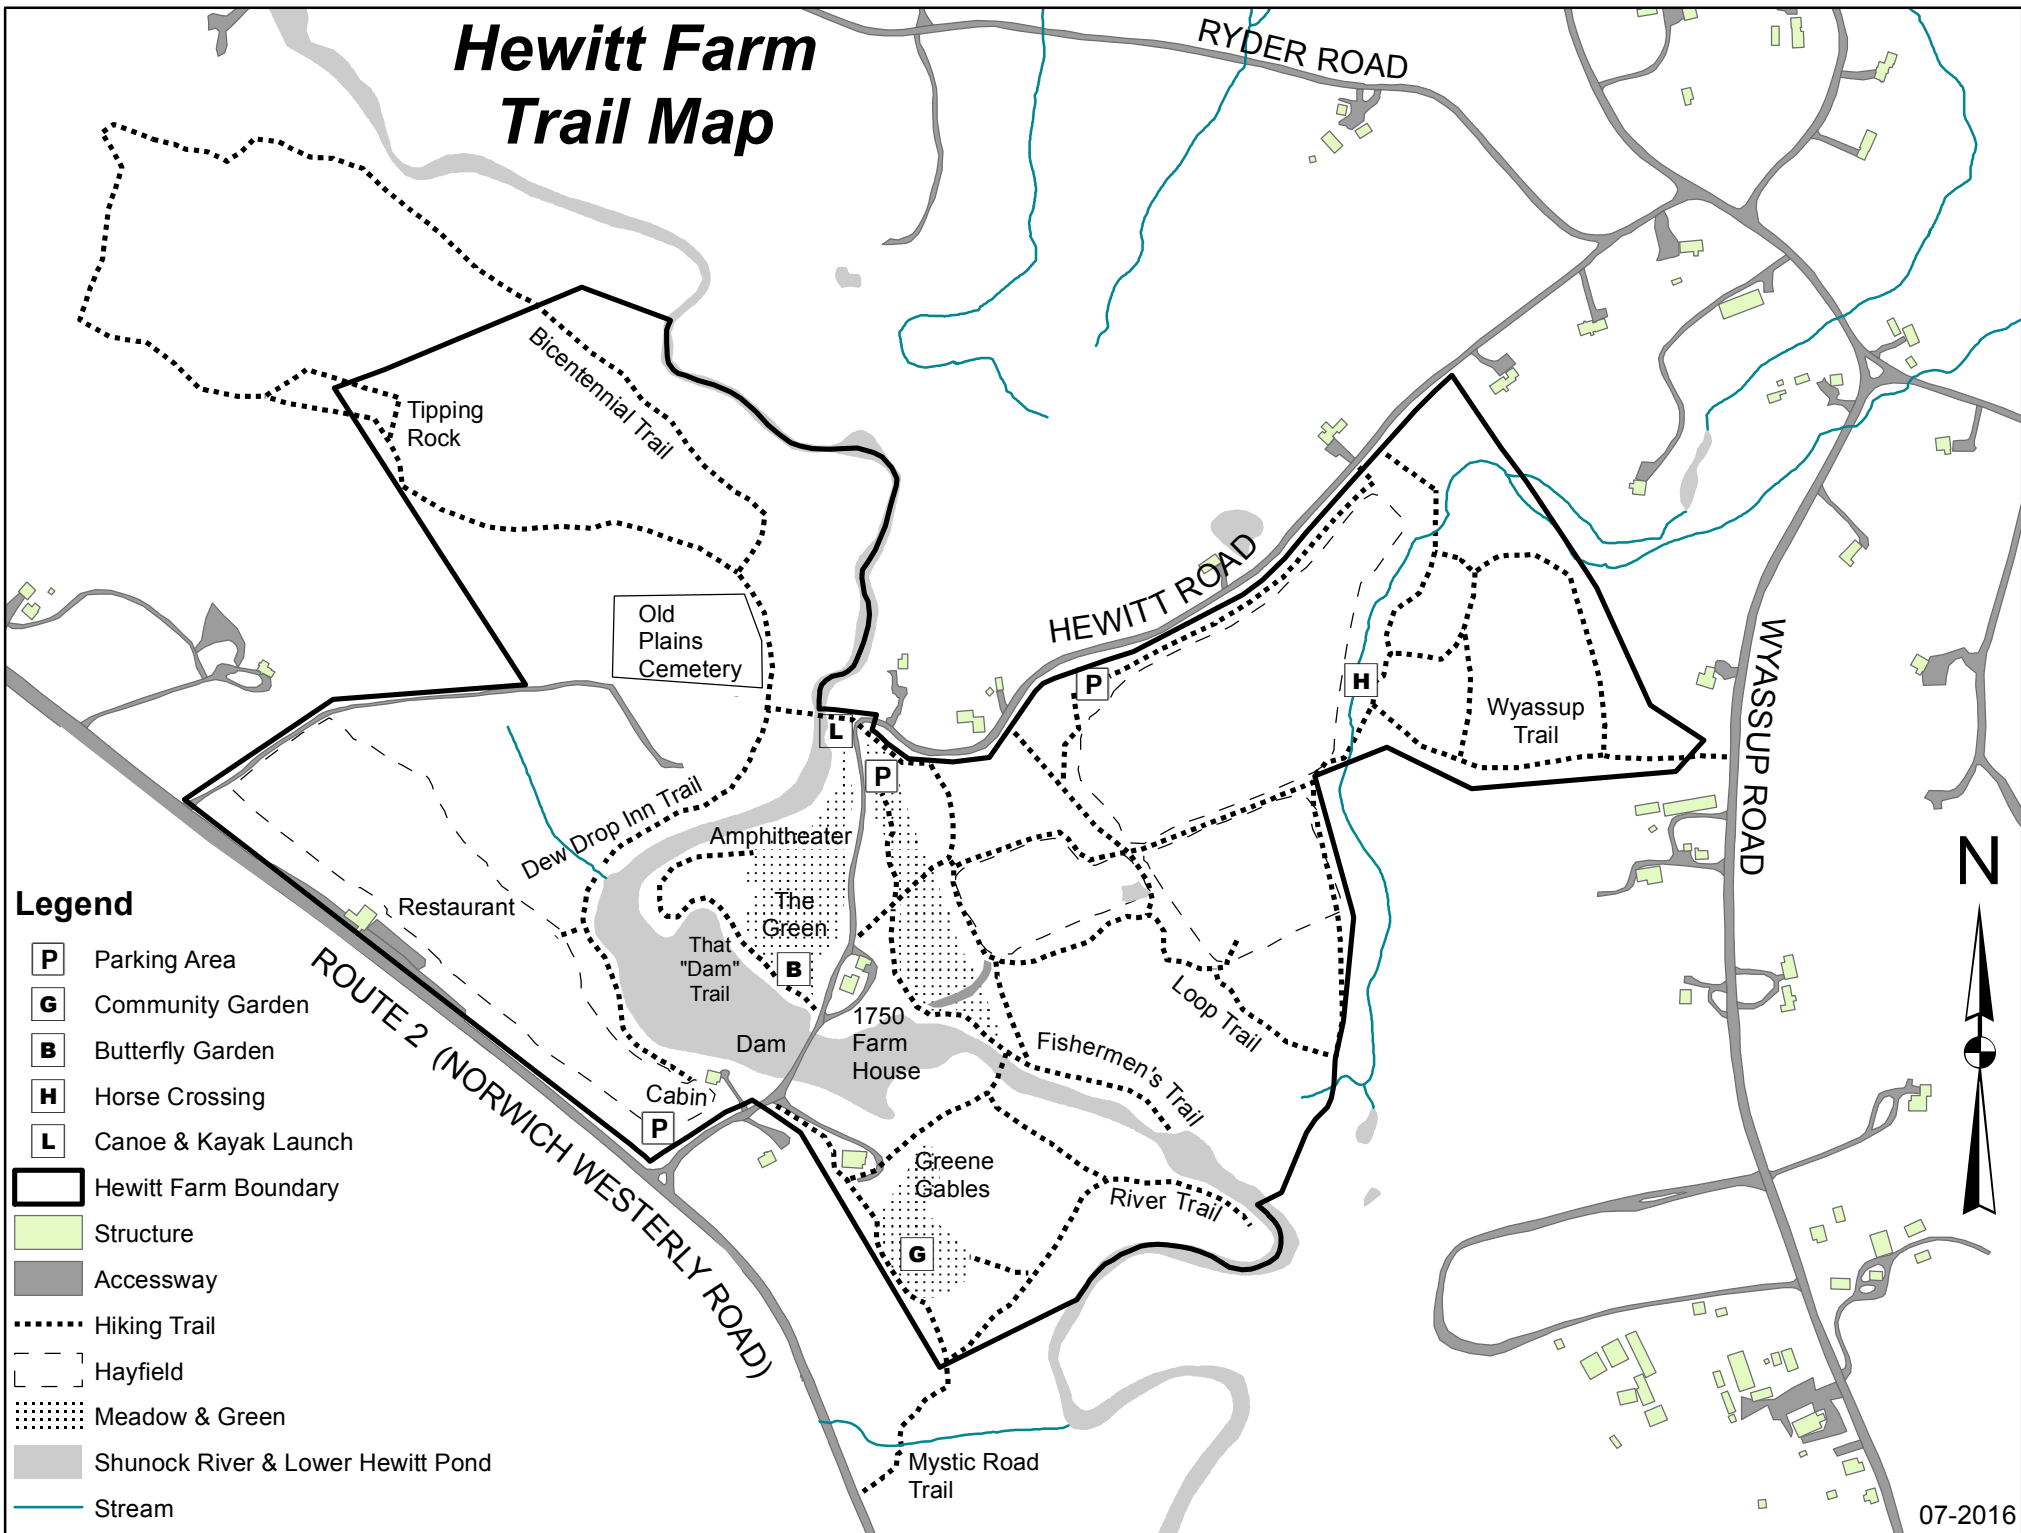 Hewitt Farm
Trail Map
RYDER ROAD
Bicentennial Trail
Tipping
Rock
HEWITT ROAD
Old
Plains
Cemetery
P
H
WYASSUP ROAD
Wyassup
Trail
L
P
Dew Drop Inn Trail
Amphitheater
N
Restaurant
The
Green
That
"Dam"
Trail
B
ROUTE 2 (NORWICH WESTERLY ROAD)
Loop Trail
1750
Farm
House
Dam
Fishermen's Trail
Cabin
P
Greene
Gables
River Trail
G
Mystic Road
Trail
Legend
P Parking Area
G Community Garden
B Butterfly Garden
H Horse Crossing
L Canoe & Kayak Launch
Hewitt Farm Boundary
Structure
Accessway
Hiking Trail
Hayfield
Meadow & Green
Shunock River & Lower Hewitt Pond
Stream
07-2016